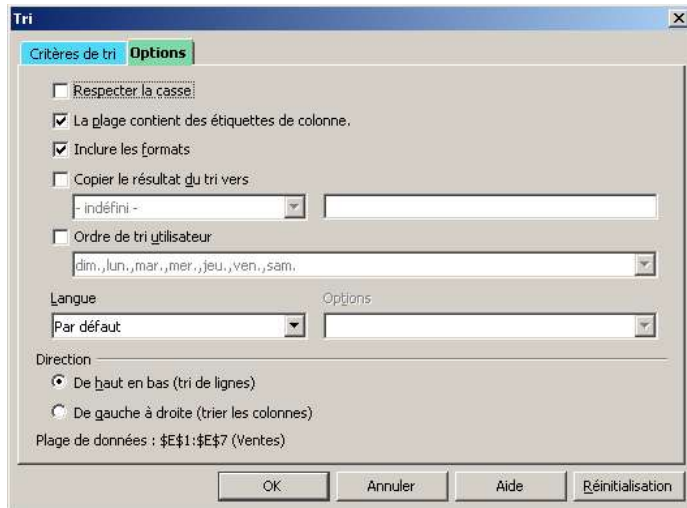 Tri
Critères de tri Options
Respecter la casse
La plage contient des étiquettes de colonne.
Inclure les formats
Copier le résultat du tri vers
- indéfini -
Ordre de tri utilisateur
dim.,lun.,mar.,mer.,jeu.,ven.,sam.
Langue Options
Par défaut
Direction
De haut en bas (tri de lignes)
De gauche à droite (trier les colonnes)
Plage de données : $E$1:$E$7 (Ventes)
OK Annuler Aide Réinitialisation